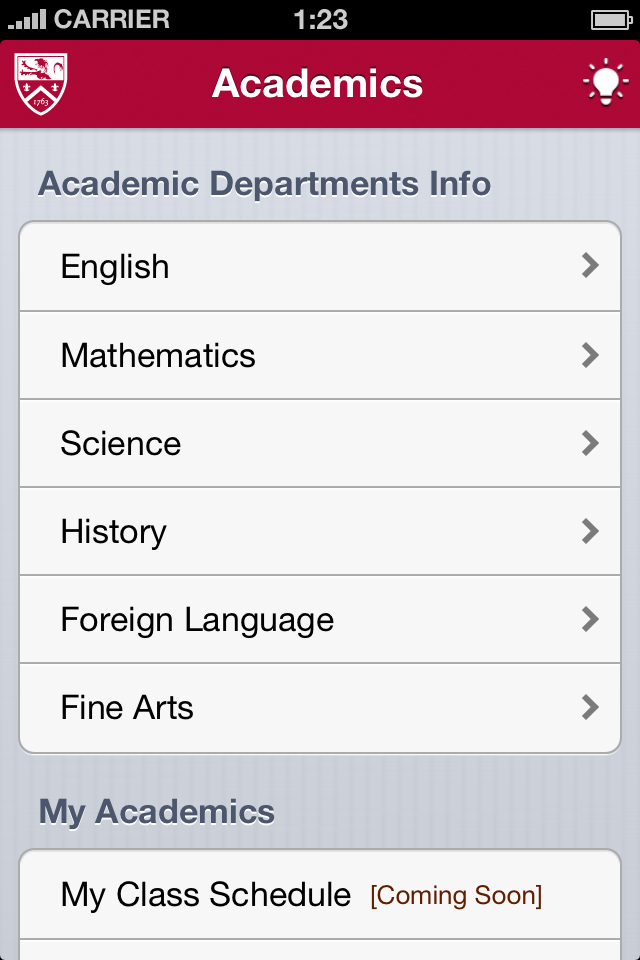 CARRIER 1:23
1763
Academics
Academic Departments Info
English
Mathematics
Science
History
Foreign Language
Fine Arts
My Academics
My Class Schedule [Coming Soon]